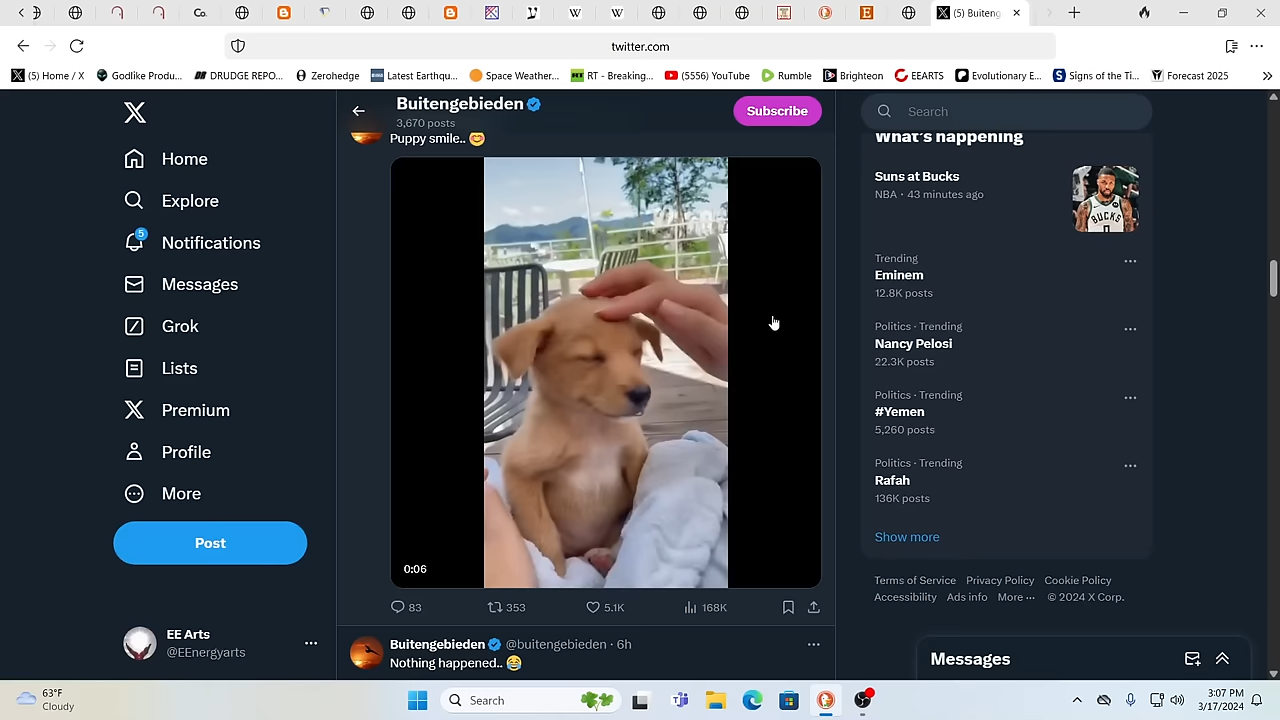 (5) Buiteng
twitter.com
(5) Home / X
Godlike Produ...
DRUDGE REPO...
Zerohedge
Latest Earthqu...
Space Weather...
RT - Breaking...
(5556) YouTube
Rumble
Brighteon
EEARTS
Evolutionary E...
Signs of the Ti...
Forecast 2025
Home
Explore
5
Notifications
Messages
Grok
Lists
Premium
Profile
More
Post
EE Arts
@EEnergyarts
Buitengebieden
3,670 posts
Subscribe
Puppy smile.. 😊
BUCKS
0:06
83
353
5.1K
168K
Buitengebieden @buitengebieden · 6h
Nothing happened.. 😂
Search
What's happening
Suns at Bucks
NBA · 43 minutes ago
Trending
Eminem
12.8K posts
Politics · Trending
Nancy Pelosi
22.3K posts
Politics · Trending
#Yemen
5,260 posts
Politics · Trending
Rafah
136K posts
Show more
Terms of Service Privacy Policy Cookie Policy
Accessibility Ads info More ··· © 2024 X Corp.
Messages
63°F
Cloudy
Search
3:07 PM
3/17/2024